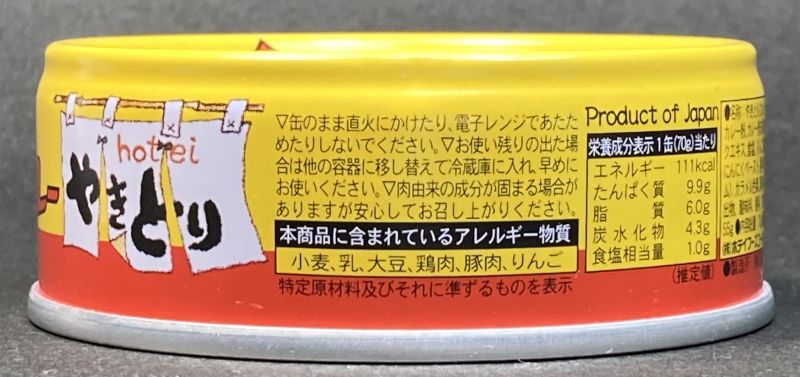 hotei
やきとり
▽缶のまま直火にかけたり、電子レンジであたた
めたりしないでください。▽お使い残りの出た場
合は他の容器に移し替えて冷蔵庫に入れ、早めに
お使いください。▽肉由来の成分が固まる場合が
ありますが安心してお召し上がりください。
本商品に含まれているアレルギー物質
小麦、乳、大豆、鶏肉、豚肉、りんご
特定原材料及びそれに準ずるものを表示
Product of Japan
栄養成分表示 1缶(70g)当たり
エネルギー 111kcal
たんぱく質 9.9g
脂質 6.0g
炭水化物 4.3g
食塩相当量 1.0g
(推定値)
●名称
カレー
にんにく
55g